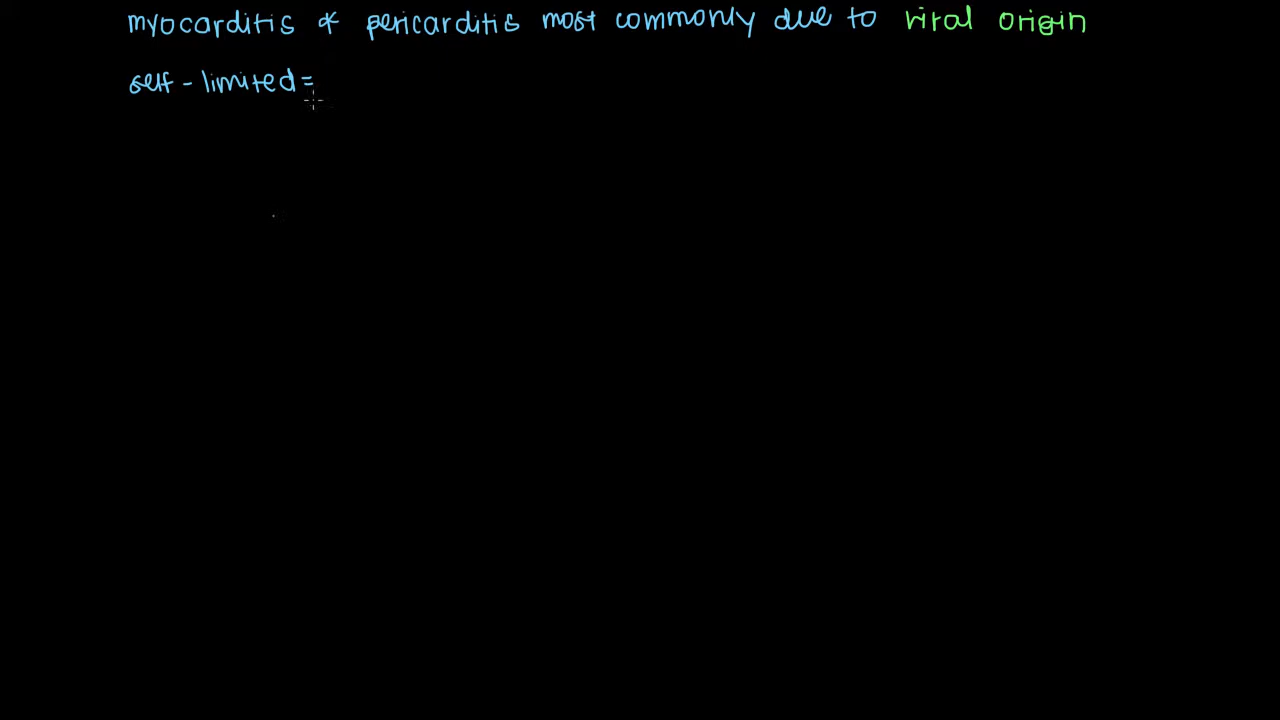 myocarditis & pericarditis most commonly due to viral origin
self-limited=